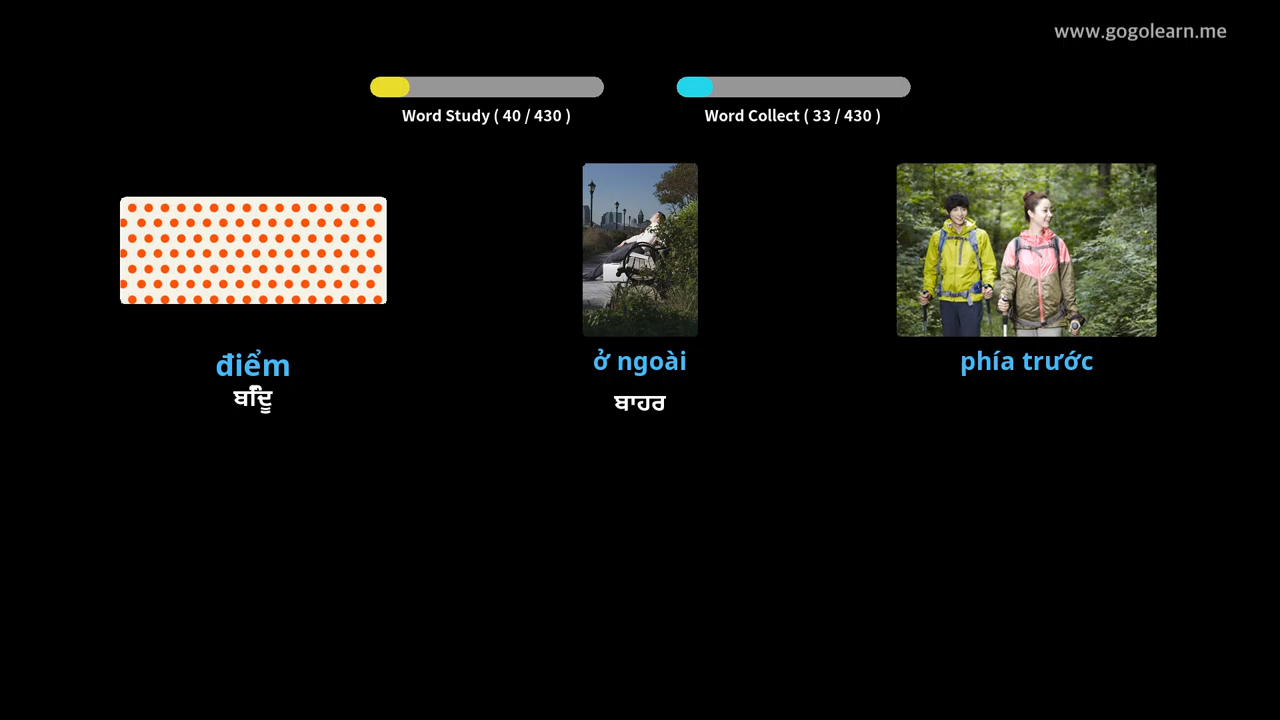 www.gogolearn.me
Word Study ( 40 / 430 )
Word Collect ( 33 / 430 )
điểm
ở ngoài
phía trước
ਬਿੰਦੂ
ਬਾਹਰ